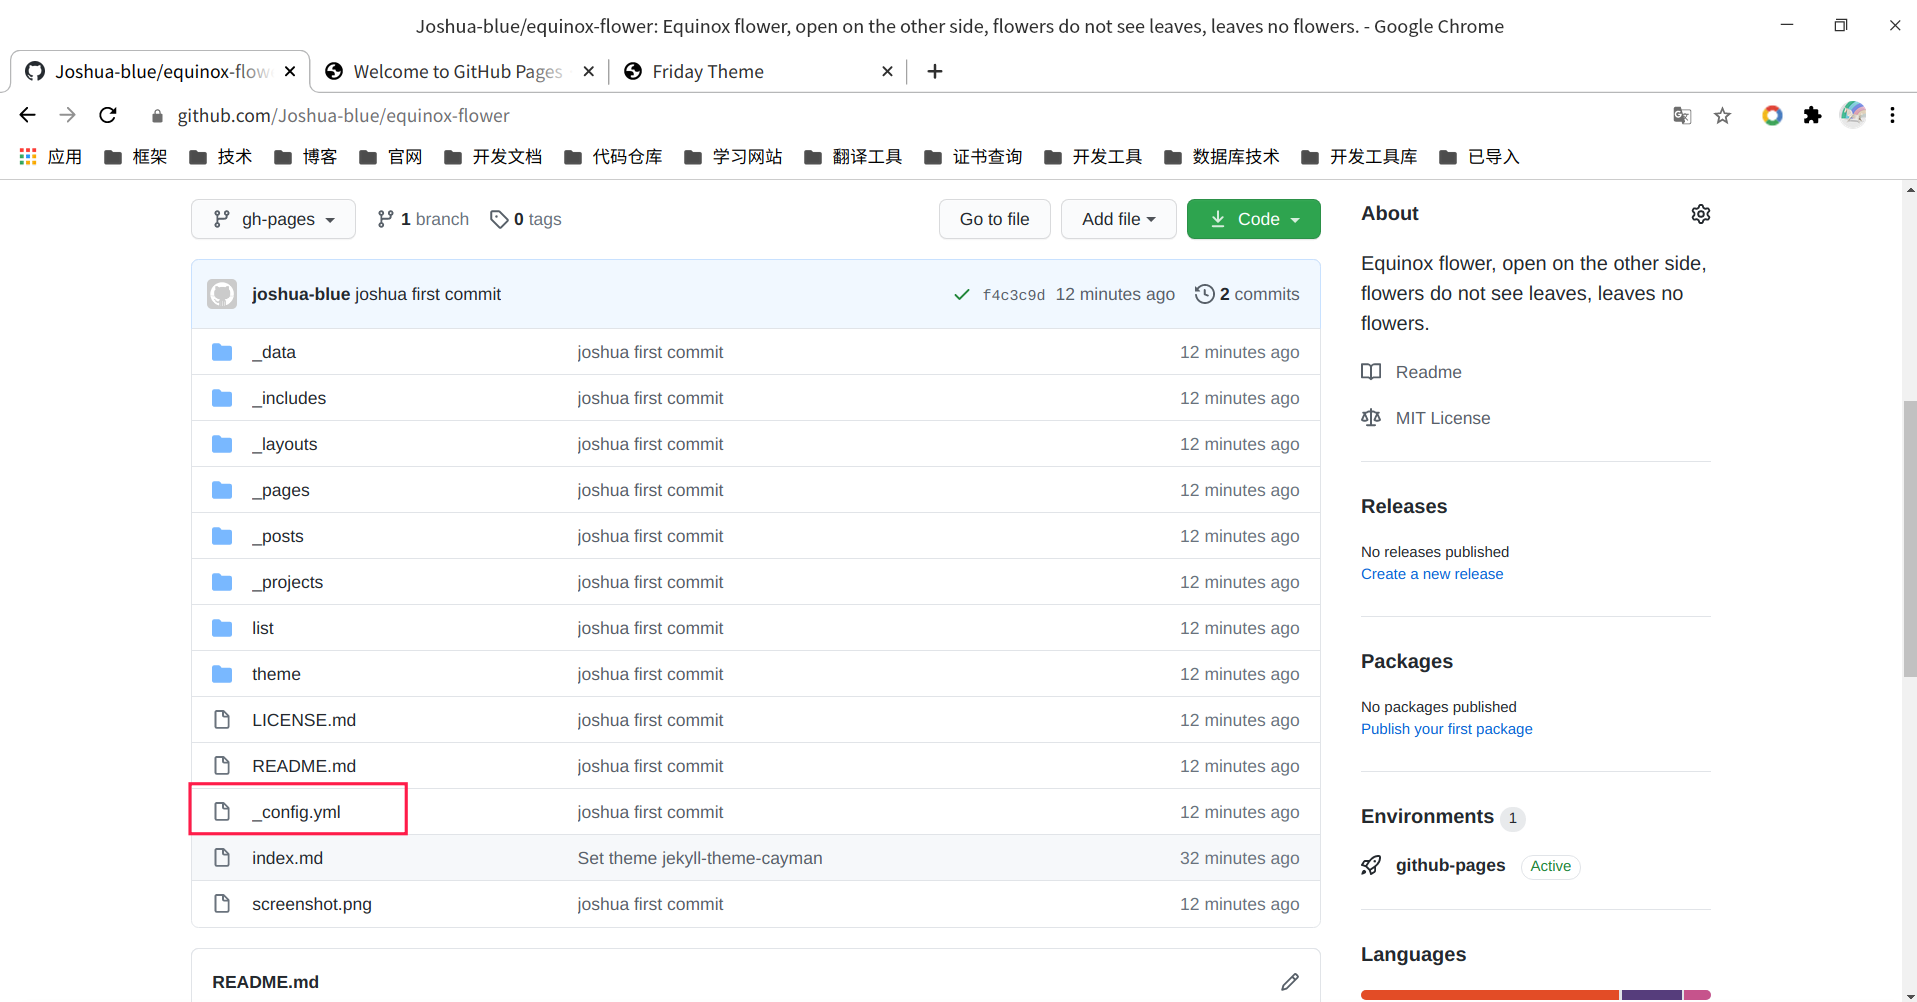 Joshua-blue/equinox-flower: Equinox flower, open on the other side, flowers do not see leaves, leaves no flowers. - Google Chrome
Joshua-blue/equinox-flow Welcome to GitHub Pages Friday Theme
github.com/Joshua-blue/equinox-flower
应用 框架 技术 博客 官网 开发文档 代码仓库 学习网站 翻译工具 证书查询 开发工具 数据库技术 开发工具库 已导入
gh-pages 1 branch 0 tags Go to file Add file Code
joshua-blue joshua first commit f4c3c9d 12 minutes ago 2 commits
_data joshua first commit 12 minutes ago
_includes joshua first commit 12 minutes ago
_layouts joshua first commit 12 minutes ago
_pages joshua first commit 12 minutes ago
_posts joshua first commit 12 minutes ago
_projects joshua first commit 12 minutes ago
list joshua first commit 12 minutes ago
theme joshua first commit 12 minutes ago
LICENSE.md joshua first commit 12 minutes ago
README.md joshua first commit 12 minutes ago
_config.yml joshua first commit 12 minutes ago
index.md Set theme jekyll-theme-cayman 32 minutes ago
screenshot.png joshua first commit 12 minutes ago
README.md
About
Equinox flower, open on the other side,
flowers do not see leaves, leaves no
flowers.
Readme
MIT License
Releases
No releases published
Create a new release
Packages
No packages published
Publish your first package
Environments 1
github-pages Active
Languages